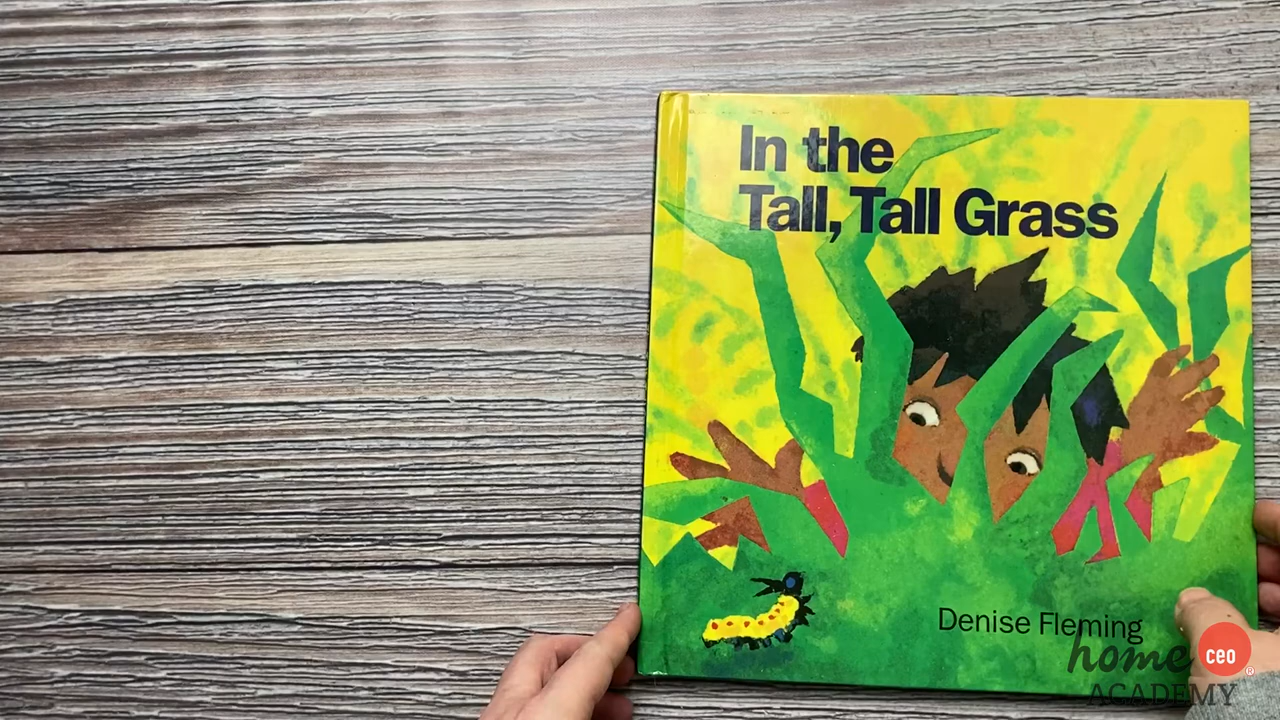 In the
Tall, Tall Grass
Denise Fleming
home ceo®
ACADEMY